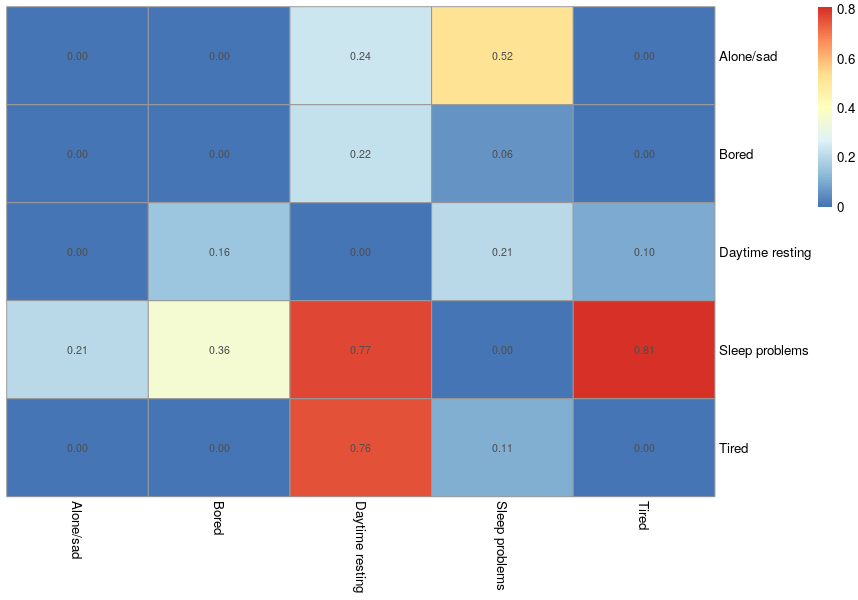 0.00 0.00 0.24 0.52 0.00 Alone/sad
0.00 0.00 0.22 0.06 0.00 Bored
0.00 0.16 0.00 0.21 0.10 Daytime resting
0.21 0.36 0.77 0.00 0.81 Sleep problems
0.00 0.00 0.76 0.11 0.00 Tired
Alone/sad Bored Daytime resting Sleep problems Tired
0.8
0.6
0.4
0.2
0